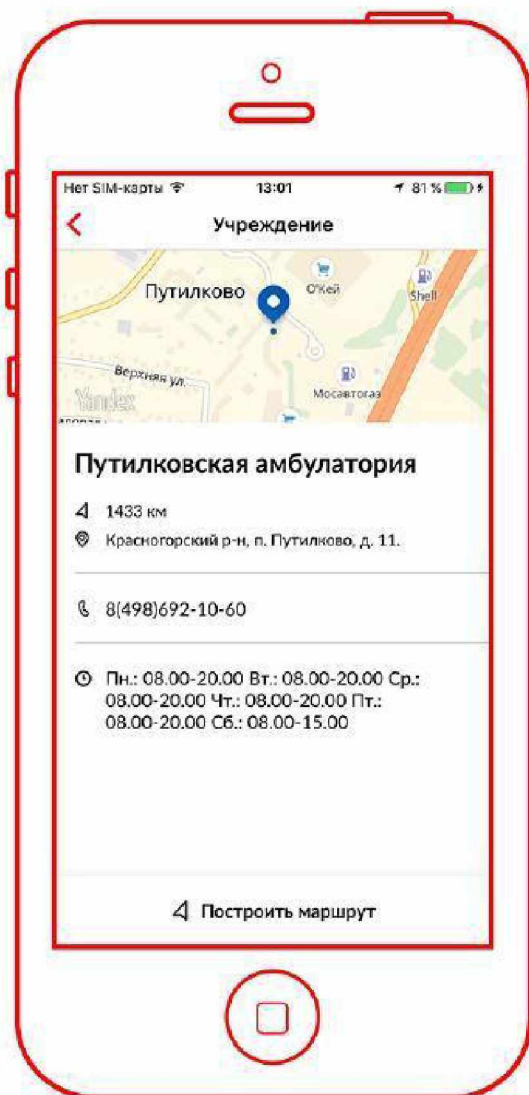 Нет SIM-карты 13:01 81 %
Учреждение
Путилково
О'Кей
Shell
Верхняя ул.
Мосавтогаз
Yandex
Путилковская амбулатория
1433 км
Красногорский р-н, п. Путилково, д. 11.
8(498)692-10-60
Пн.: 08.00-20.00 Вт.: 08.00-20.00 Ср.:
08.00-20.00 Чт.: 08.00-20.00 Пт.:
08.00-20.00 Сб.: 08.00-15.00
Построить маршрут